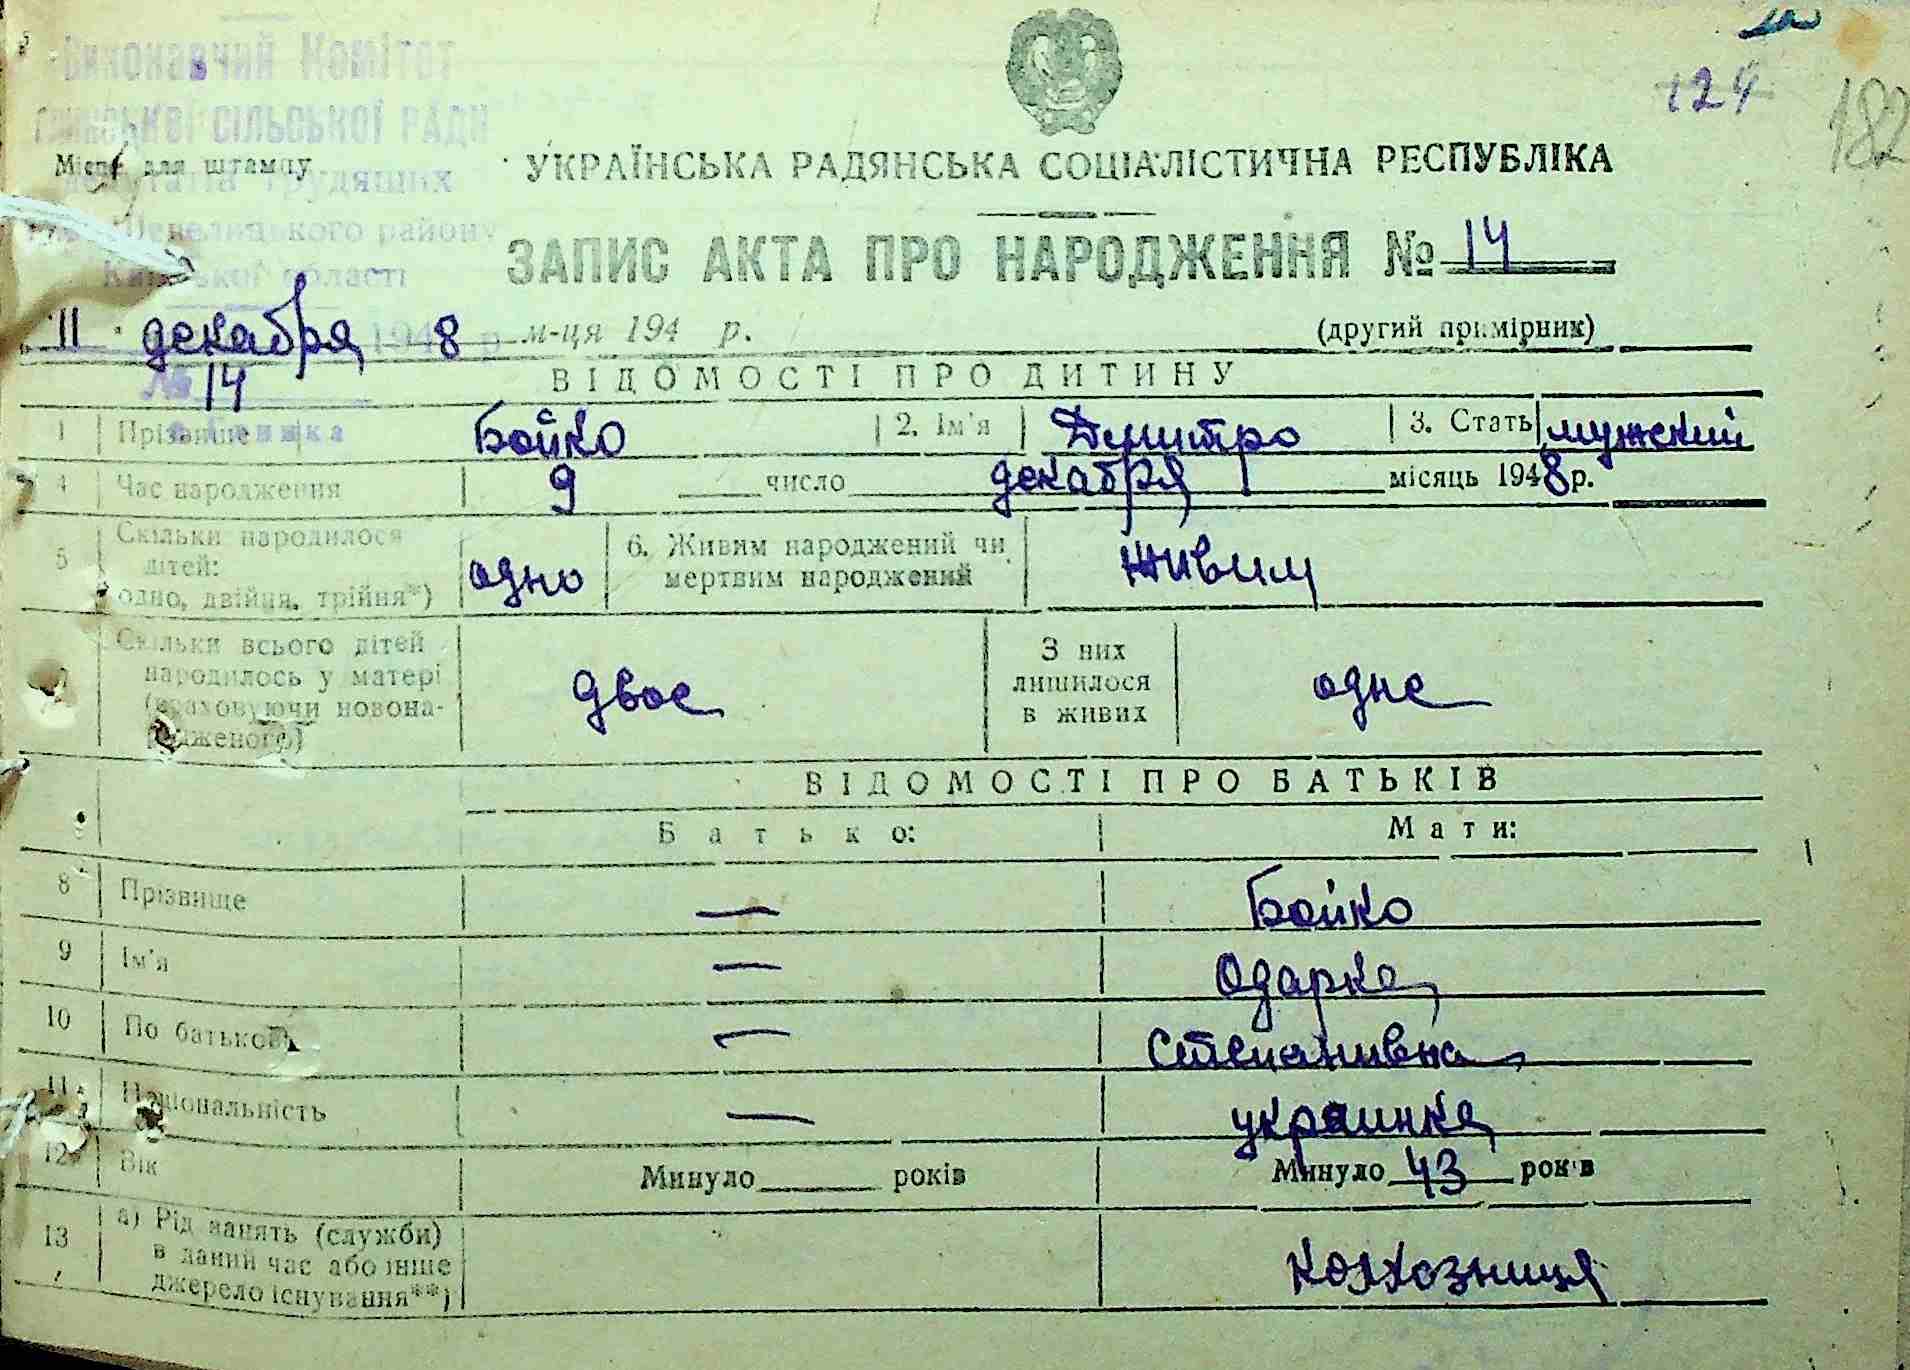 124
182
Виконавчий Комітет
СІЛЬСЬКОЇ РАДИ
Місце для штампу
депутатів трудящих
району
Київської області
УКРАЇНСЬКА РАДЯНСЬКА СОЦІАЛІСТИЧНА РЕСПУБЛІКА
ЗАПИС АКТА ПРО НАРОДЖЕННЯ № 14
11 декабря 1948 р. м-ця 194 р. (другий примірник)
№ 14
ВІДОМОСТІ ПРО ДИТИНУ
1 Прізвище Бойко 2. Ім'я Дмитро 3. Стать мужский
4 Час народження 9 число декабря місяць 1948 р.
5 Скільки народилося дітей: одно, двійня, трійня*) одно 6. Живим народжений чи мертвим народжений живим
7 Скільки всього дітей народилось у матері (враховуючи новонародженого) двое З них лишилося в живих одне
ВІДОМОСТІ ПРО БАТЬКІВ
Батько: Мати:
8 Прізвище — Бойко
9 Ім'я — Одарка
10 По батькові — Степанивна
11 Національність — украинка
12 Вік Минуло років Минуло 43 років
13 а) Рід занять (служби) в даний час або інше джерело існування**) колхозниця